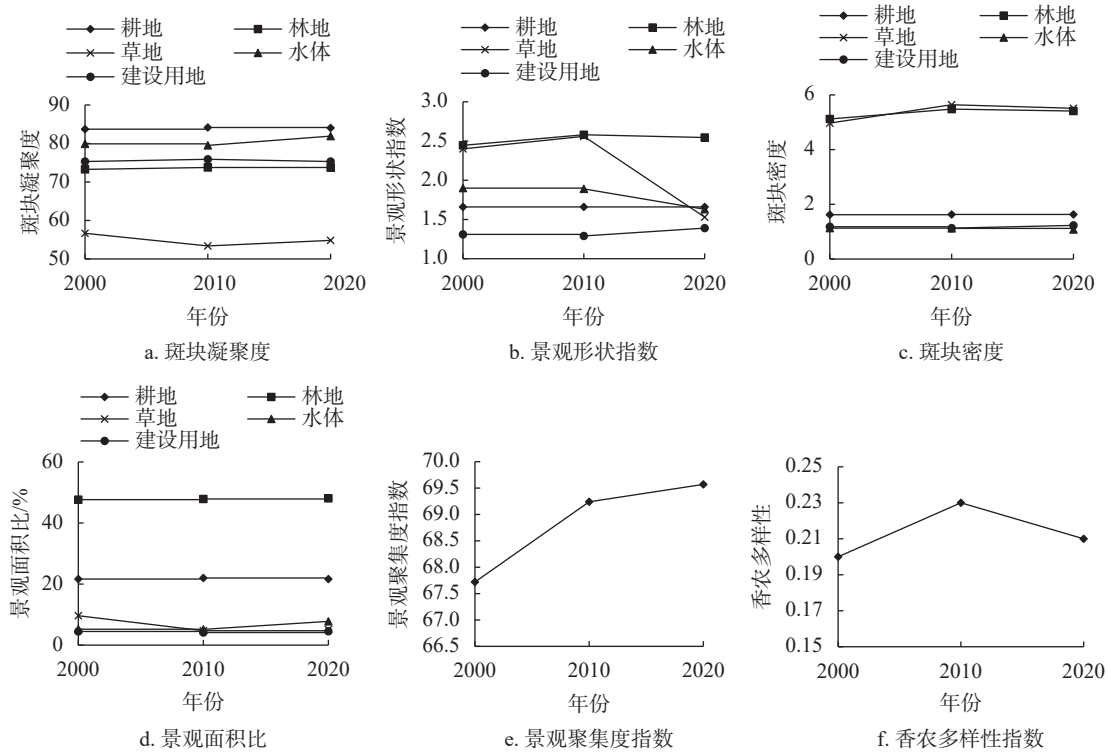 耕地 林地
草地 水体
建设用地
斑块凝聚度
90
80
70
60
50
2000 2010 2020
年份
a. 斑块凝聚度
耕地 林地
草地 水体
建设用地
景观形状指数
3.0
2.5
2.0
1.5
1.0
2000 2010 2020
年份
b. 景观形状指数
耕地 林地
草地 水体
建设用地
斑块密度
6
4
2
0
2000 2010 2020
年份
c. 斑块密度
耕地 林地
草地 水体
建设用地
景观面积比/%
60
40
20
0
2000 2010 2020
年份
d. 景观面积比
景观聚集度指数
70.0
69.5
68.0
68.5
68.0
67.5
67.0
66.5
2000 2010 2020
年份
e. 景观聚集度指数
香农多样性
0.25
0.23
0.21
0.19
0.17
0.15
2000 2010 2020
年份
f. 香农多样性指数